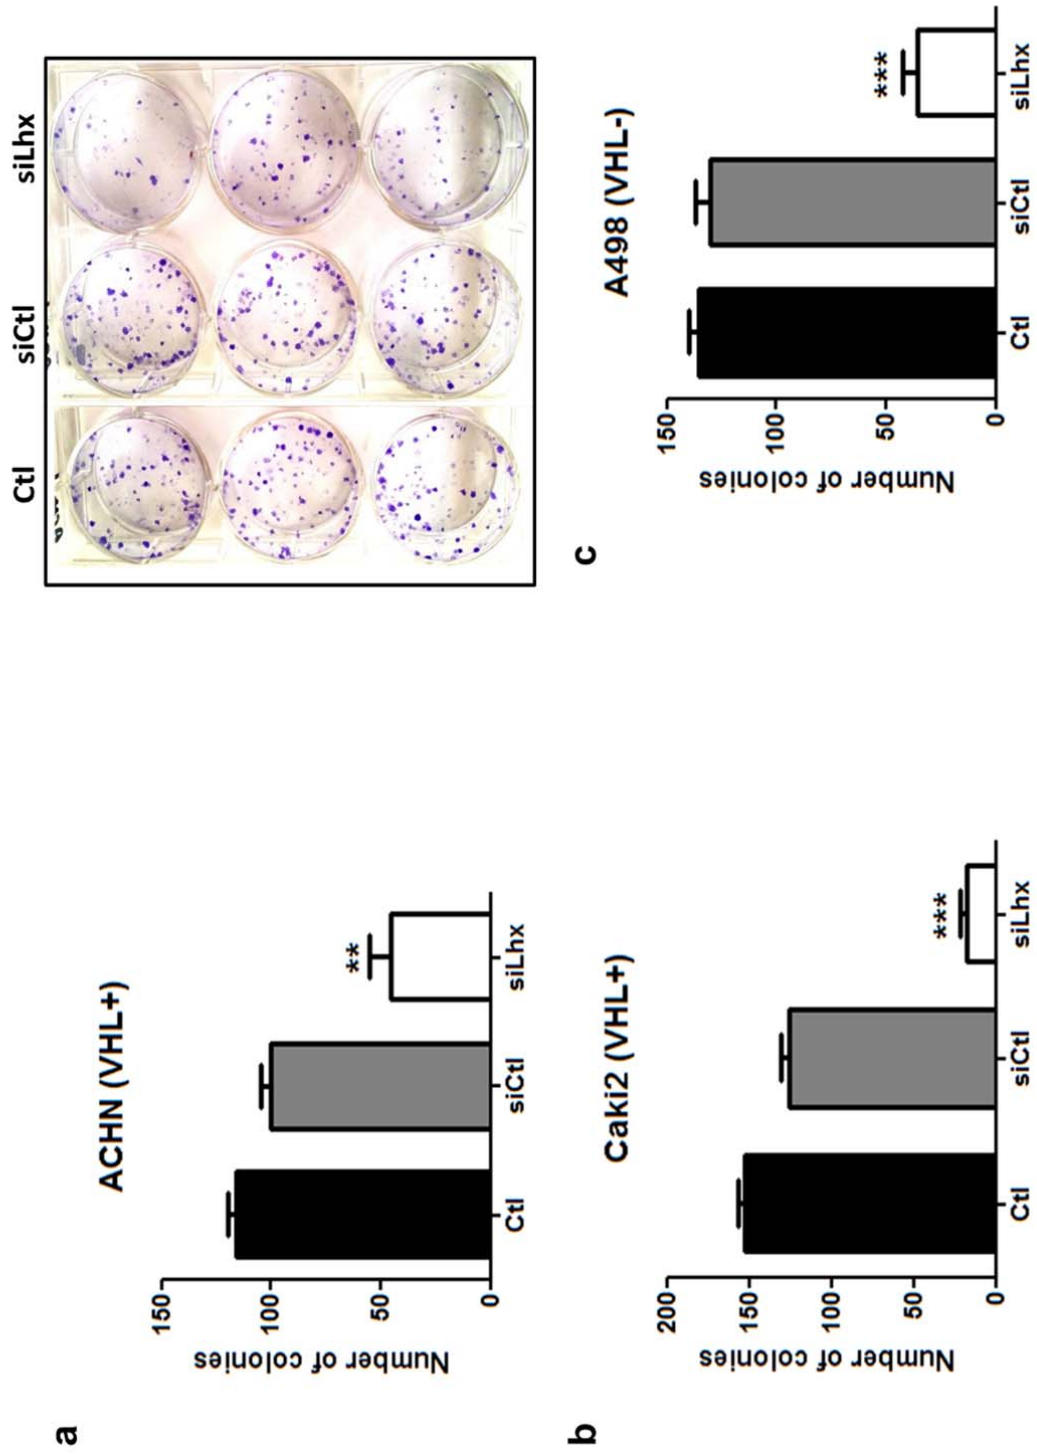 a
ACHN (VHL+)
Number of colonies
150
100
50
0
**
Ctl
siCtl
siLhx
Ctl
siCtl
siLhx
b
Caki2 (VHL+)
Number of colonies
200
150
100
50
0
***
Ctl
siCtl
siLhx
c
A498 (VHL-)
Number of colonies
150
100
50
0
***
Ctl
siCtl
siLhx